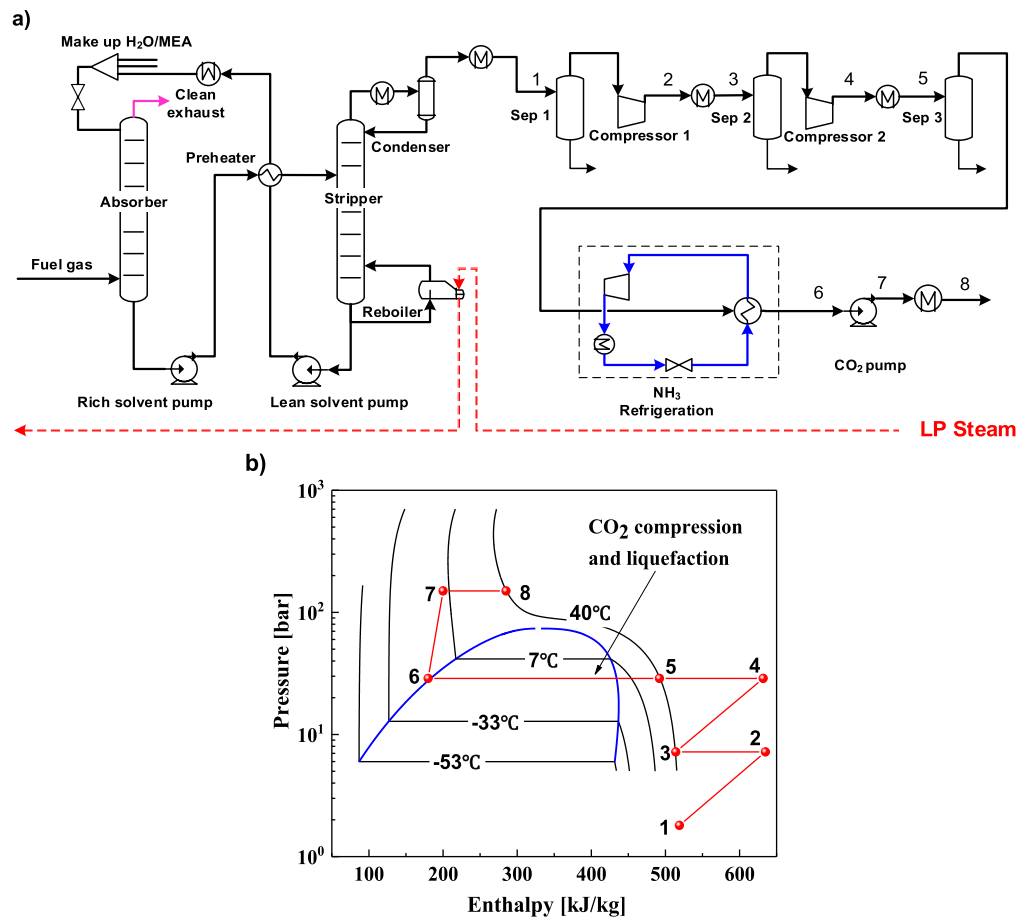 a)
Make up H₂O/MEA
Clean
exhaust
Preheater
Absorber
Fuel gas
Rich solvent pump
Lean solvent pump
Stripper
Condenser
Reboiler
M
M
M
1
Sep 1
Compressor 1
2
M
3
Sep 2
Compressor 2
4
M
5
Sep 3
M
NH₃
Refrigeration
6
7
M
8
CO₂ pump
LP Steam
b)
Pressure [bar]
10³
10²
10¹
10⁰
CO₂ compression
and liquefaction
7
8
40℃
7℃
6
5
4
-33℃
3
2
-53℃
1
100
200
300
400
500
600
Enthalpy [kJ/kg]